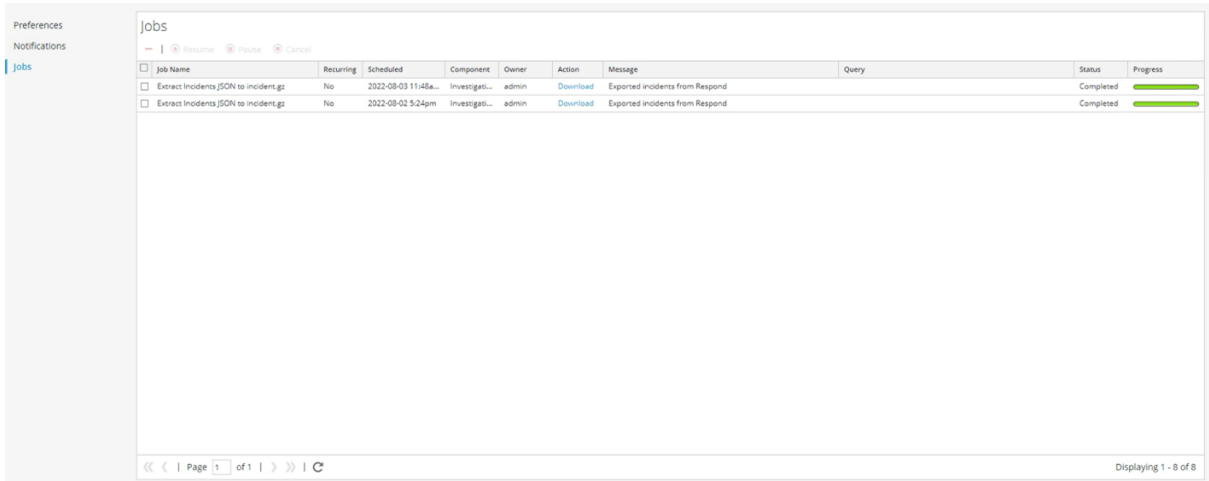 Preferences
Notifications
Jobs
Jobs
Resume Pause Cancel
Job Name Recurring Scheduled Component Owner Action Message Query Status Progress
Extract Incidents JSON to incident.gz No 2022-08-03 11:48a... Investigati... admin Download Exported incidents from Respond Completed
Extract Incidents JSON to incident.gz No 2022-08-02 5:24pm Investigati... admin Download Exported incidents from Respond Completed
Page 1 of 1 Displaying 1 - 8 of 8